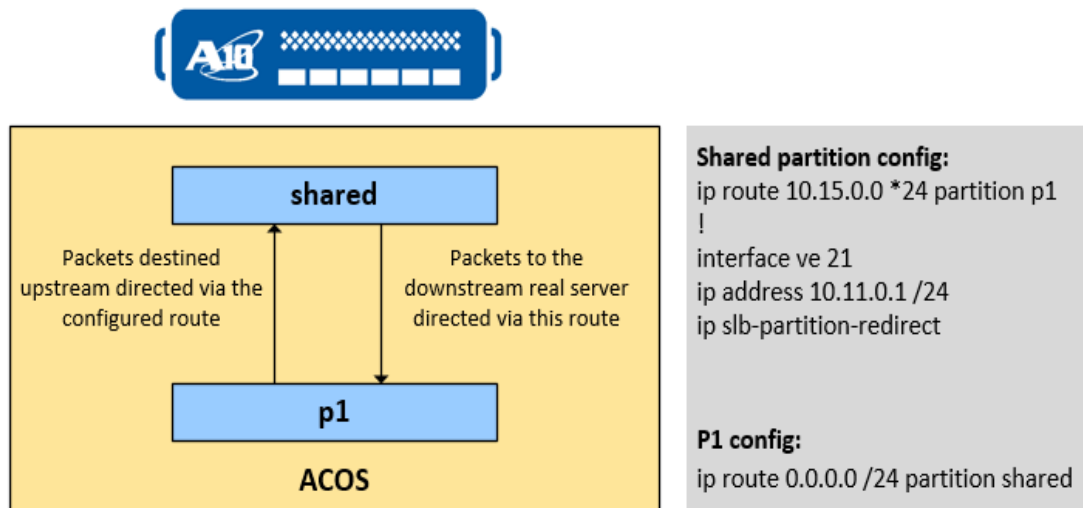 A10
shared
Packets destined
upstream directed via the
configured route
Packets to the
downstream real server
directed via this route
p1
ACOS
Shared partition config:
ip route 10.15.0.0 *24 partition p1
!
interface ve 21
ip address 10.11.0.1 /24
ip slb-partition-redirect
P1 config:
ip route 0.0.0.0 /24 partition shared